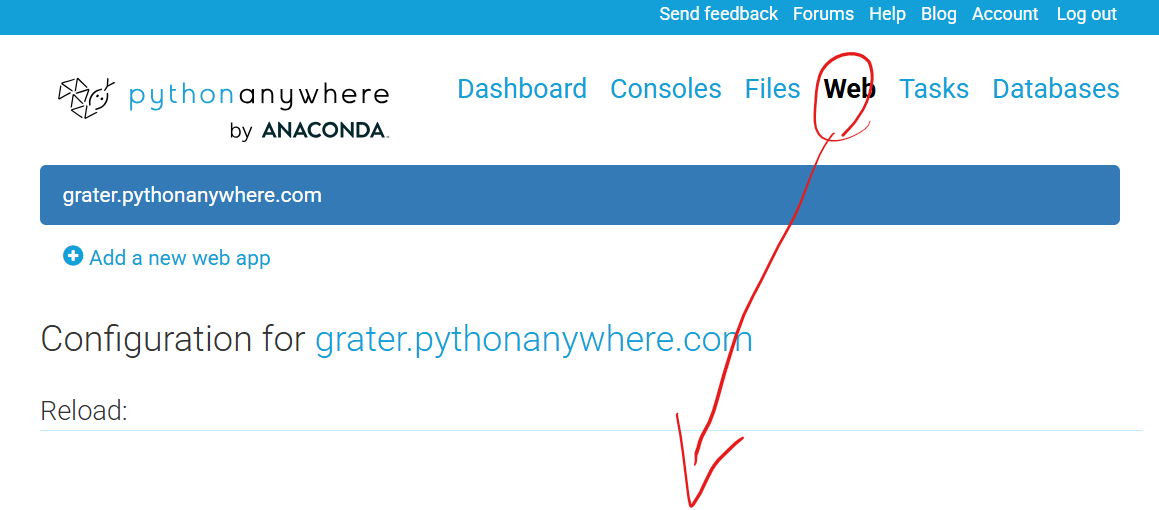 Send feedback Forums Help Blog Account Log out
pythonanywhere
by ANACONDA.
Dashboard Consoles Files Web Tasks Databases
grater.pythonanywhere.com
Add a new web app
Configuration for grater.pythonanywhere.com
Reload: